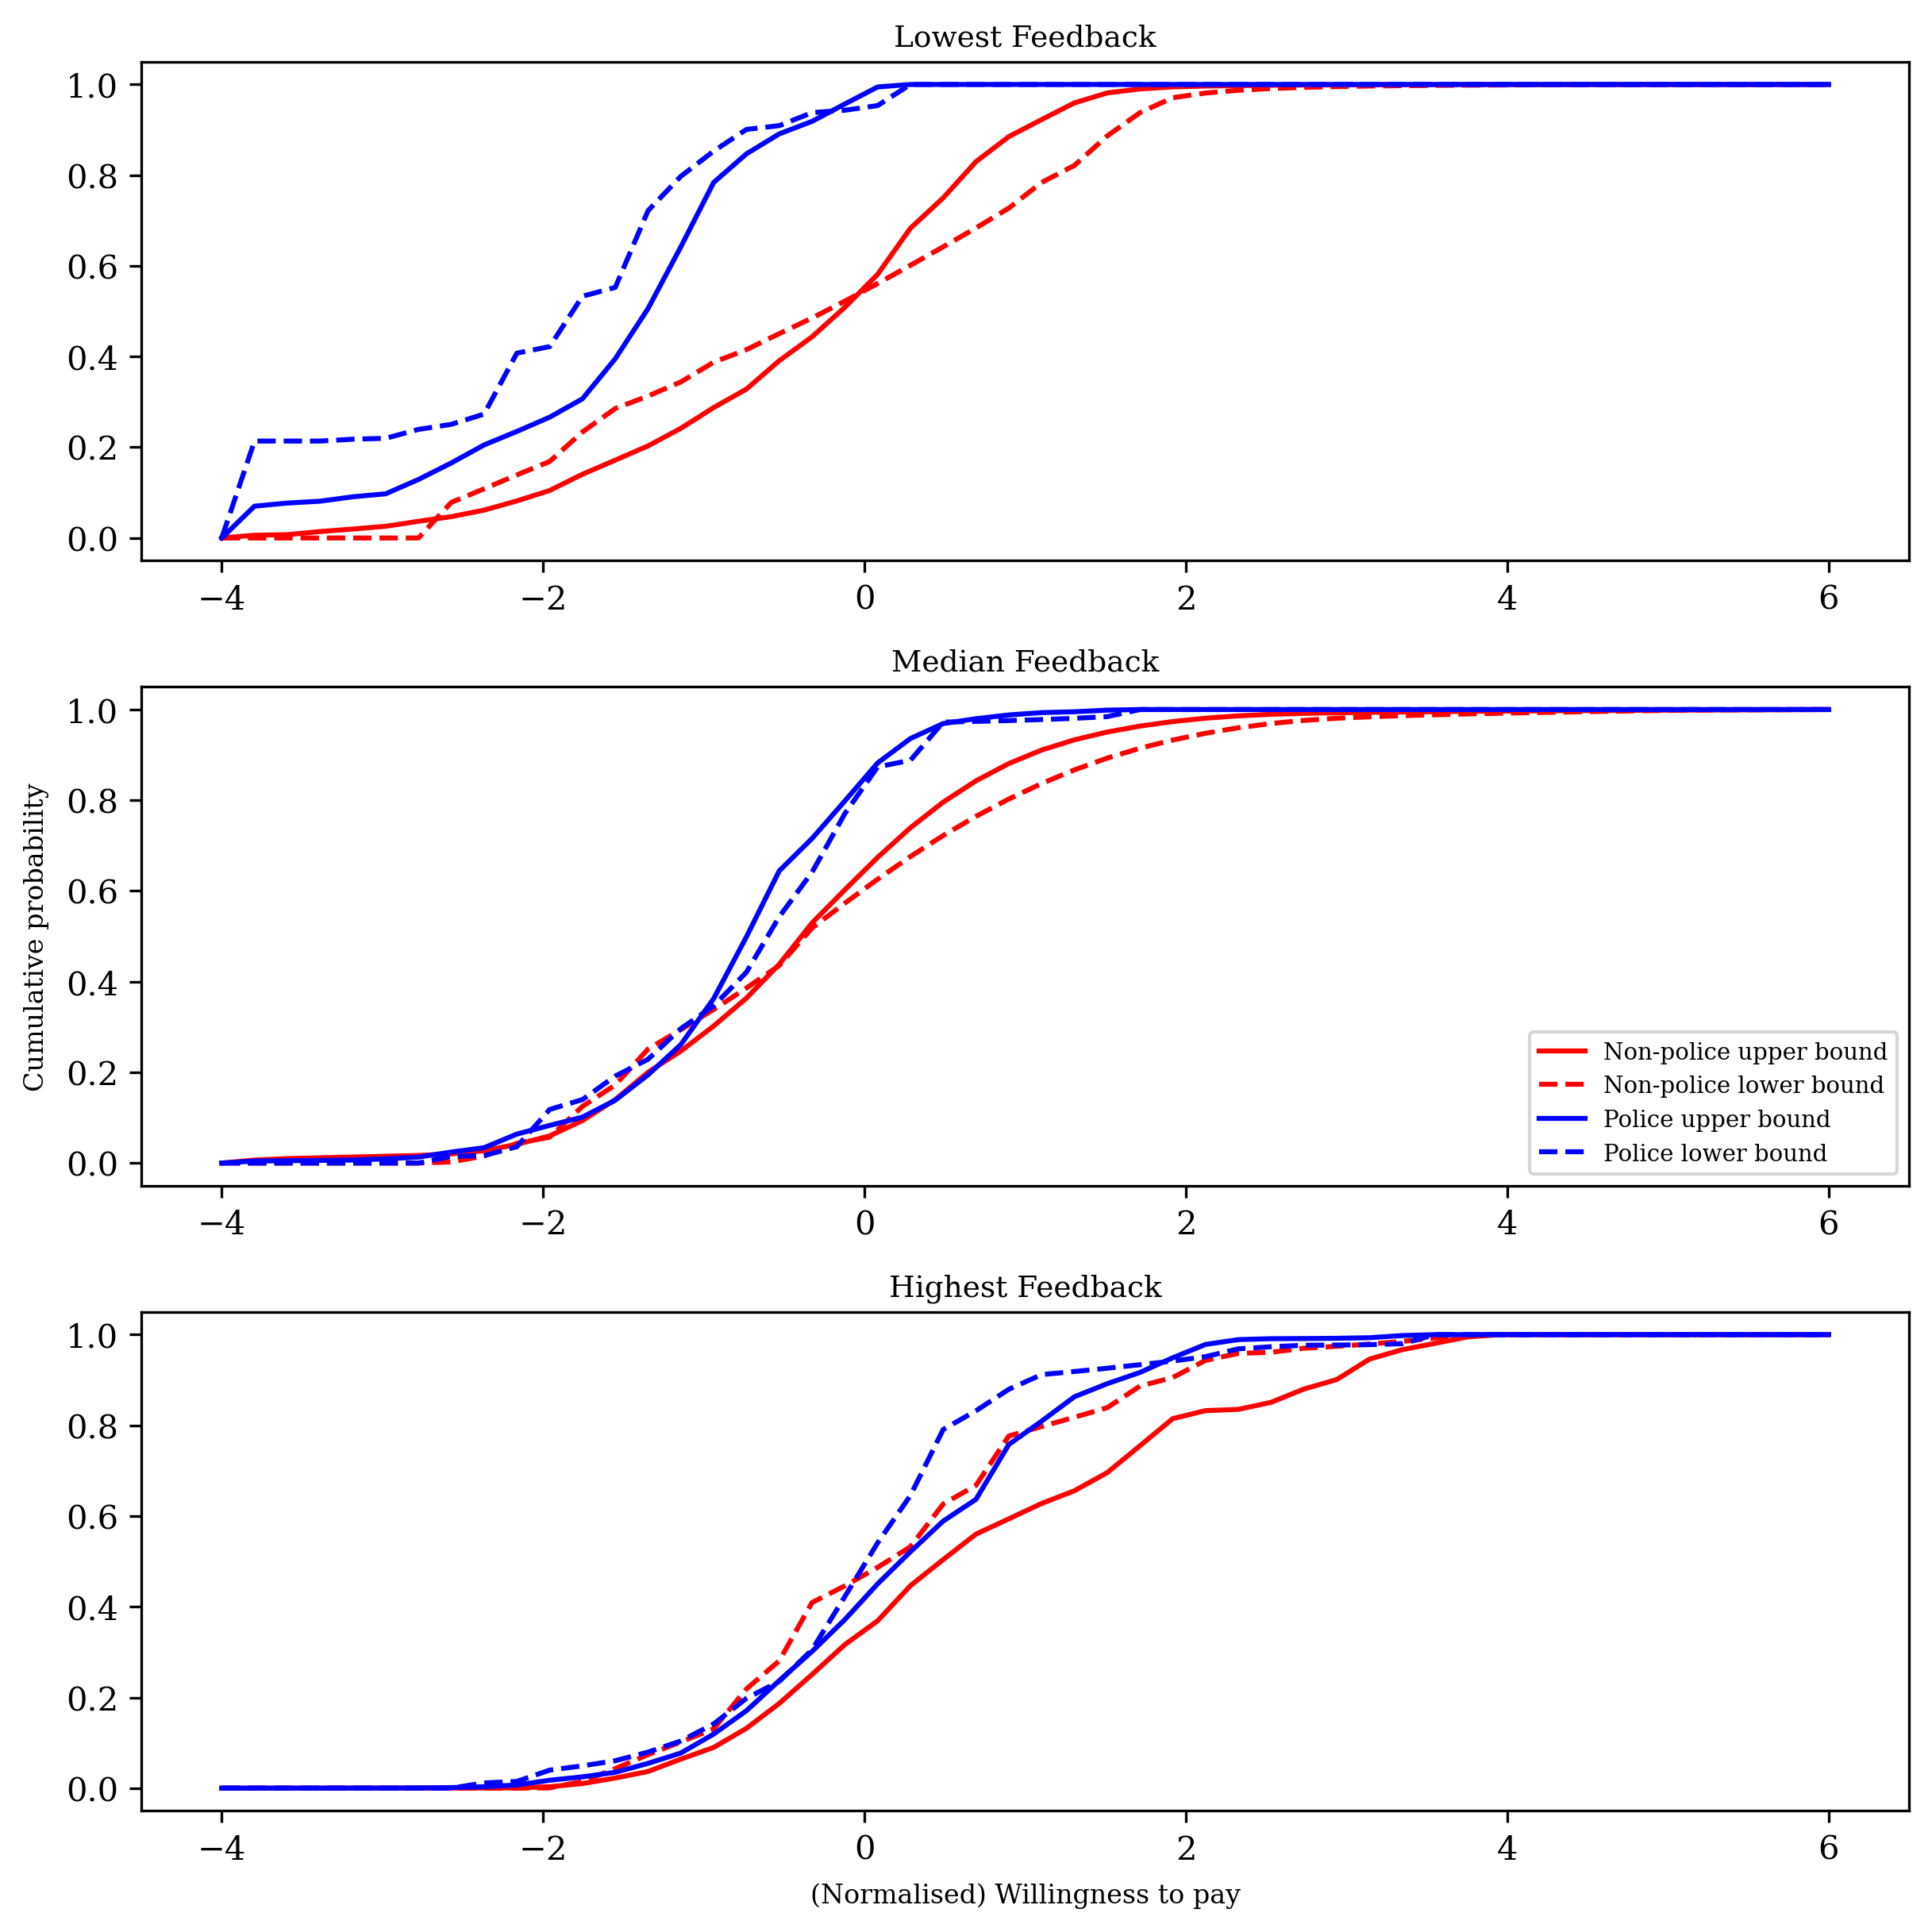 Lowest Feedback
1.0
0.8
0.6
0.4
0.2
0.0
−4 −2 0 2 4 6
Median Feedback
1.0
0.8
0.6
0.4
0.2
0.0
Cumulative probability
Non-police upper bound
Non-police lower bound
Police upper bound
Police lower bound
−4 −2 0 2 4 6
Highest Feedback
1.0
0.8
0.6
0.4
0.2
0.0
−4 −2 0 2 4 6
(Normalised) Willingness to pay